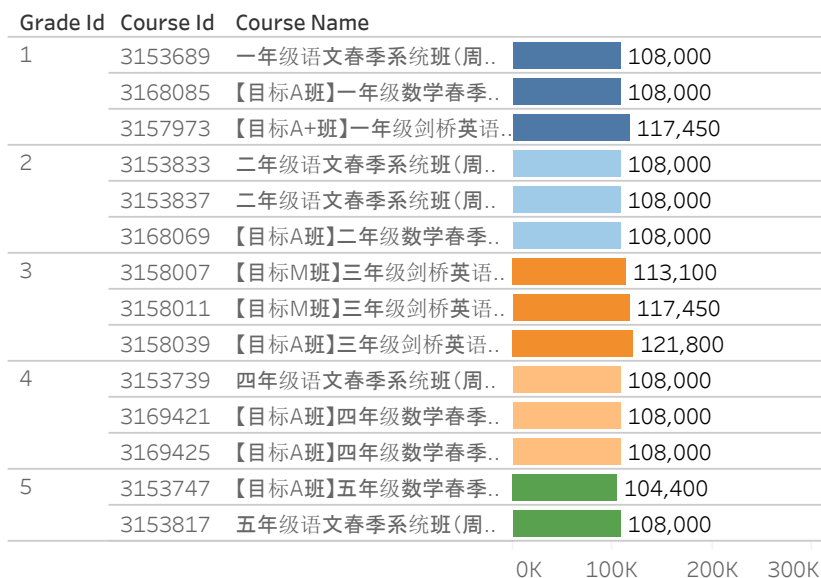 Grade Id Course Id Course Name
1 3153689 一年级语文春季系统班(周.. 108,000
3168085 【目标A班】一年级数学春季.. 108,000
3157973 【目标A+班】一年级剑桥英语.. 117,450
2 3153833 二年级语文春季系统班(周.. 108,000
3153837 二年级语文春季系统班(周.. 108,000
3168069 【目标A班】二年级数学春季.. 108,000
3 3158007 【目标M班】三年级剑桥英语.. 113,100
3158011 【目标M班】三年级剑桥英语.. 117,450
3158039 【目标A班】三年级剑桥英语.. 121,800
4 3153739 四年级语文春季系统班(周.. 108,000
3169421 【目标A班】四年级数学春季.. 108,000
3169425 【目标A班】四年级数学春季.. 108,000
5 3153747 【目标A班】五年级数学春季.. 104,400
3153817 五年级语文春季系统班(周.. 108,000
0K 100K 200K 300K